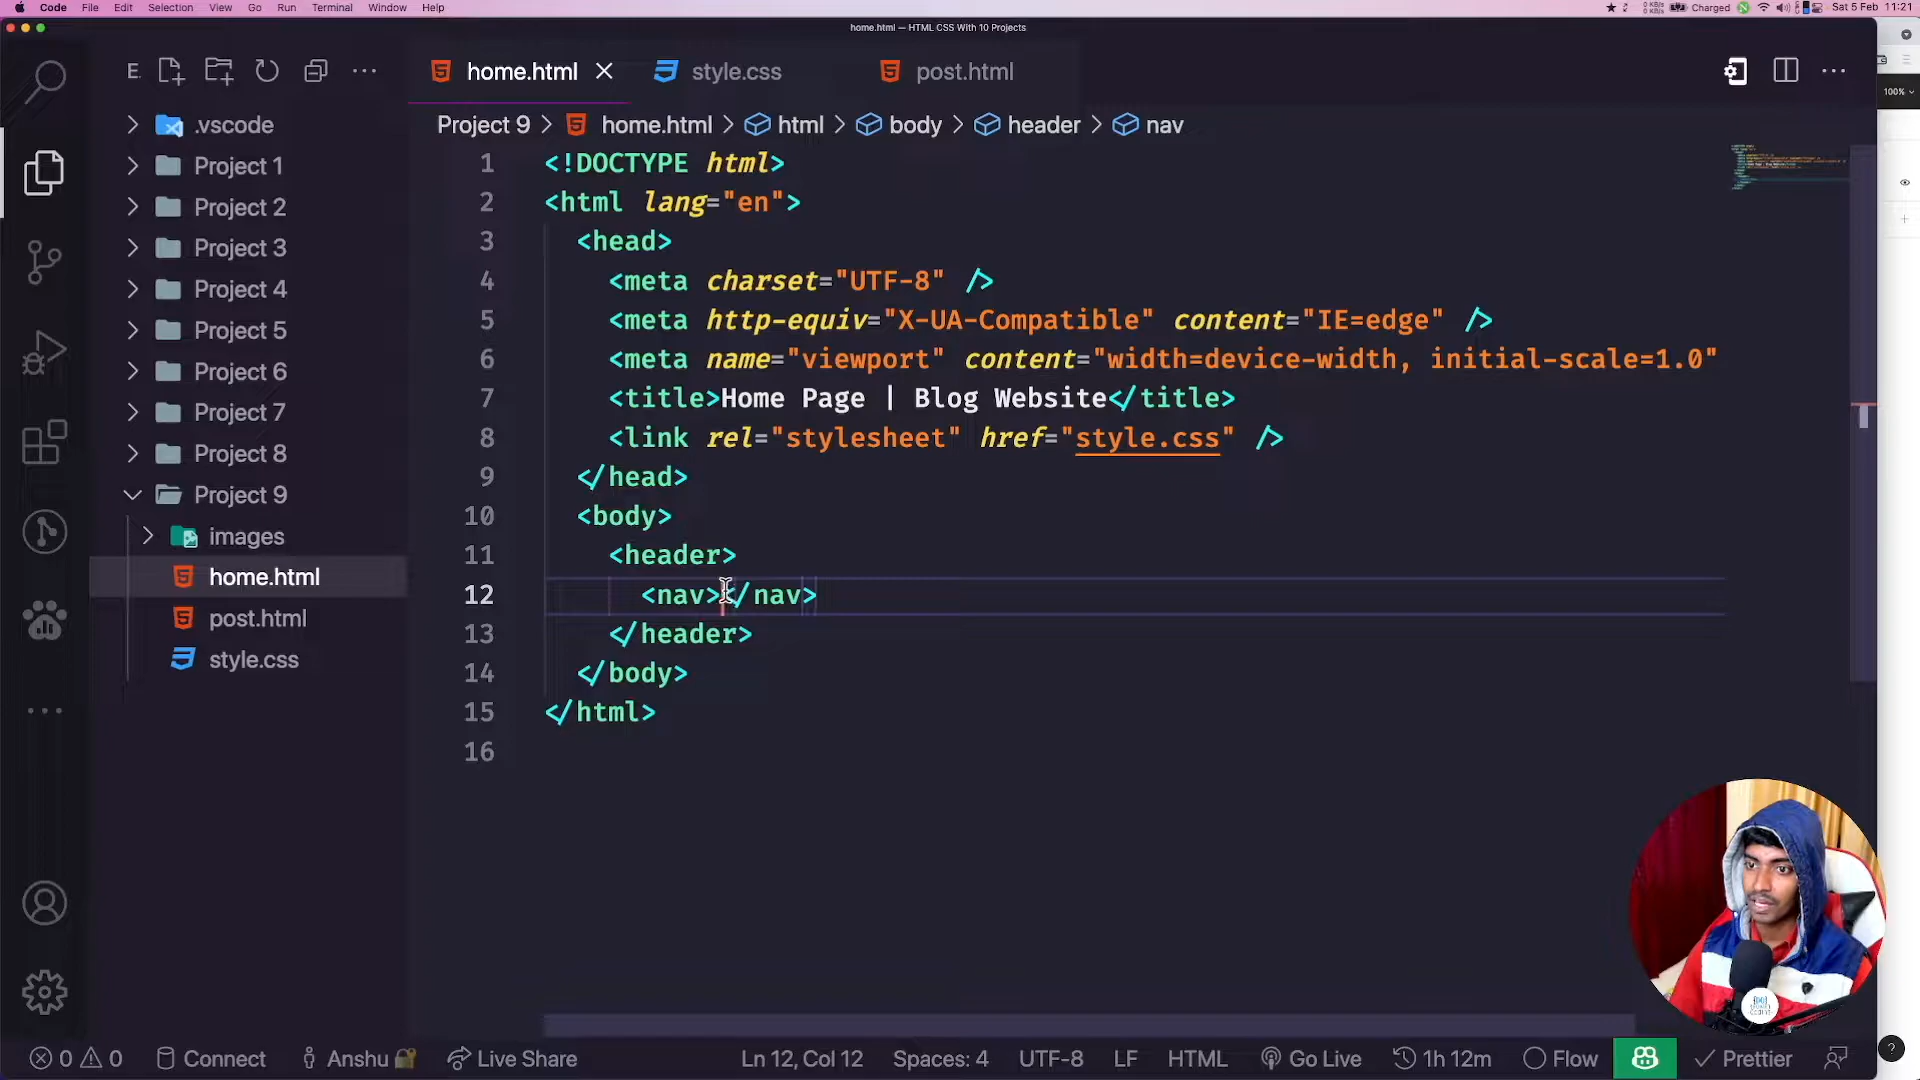 Code File Edit Selection View Go Run Terminal Window Help
0 KB/s
0 KB/s
Charged
Sat 5 Feb 11:21
home.html — HTML CSS With 10 Projects
E
home.html
style.css
post.html
100%
Project 9 > home.html > html > body > header > nav
.vscode
Project 1
Project 2
Project 3
Project 4
Project 5
Project 6
Project 7
Project 8
Project 9
images
home.html
post.html
style.css
1 <!DOCTYPE html>
2 <html lang="en">
3 <head>
4 <meta charset="UTF-8" />
5 <meta http-equiv="X-UA-Compatible" content="IE=edge" />
6 <meta name="viewport" content="width=device-width, initial-scale=1.0"
7 <title>Home Page | Blog Website</title>
8 <link rel="stylesheet" href="style.css" />
9 </head>
10 <body>
11 <header>
12 <nav></nav>
13 </header>
14 </body>
15 </html>
16
0 0 Connect Anshu Live Share Ln 12, Col 12 Spaces: 4 UTF-8 LF HTML Go Live 1h 12m Flow Prettier
?